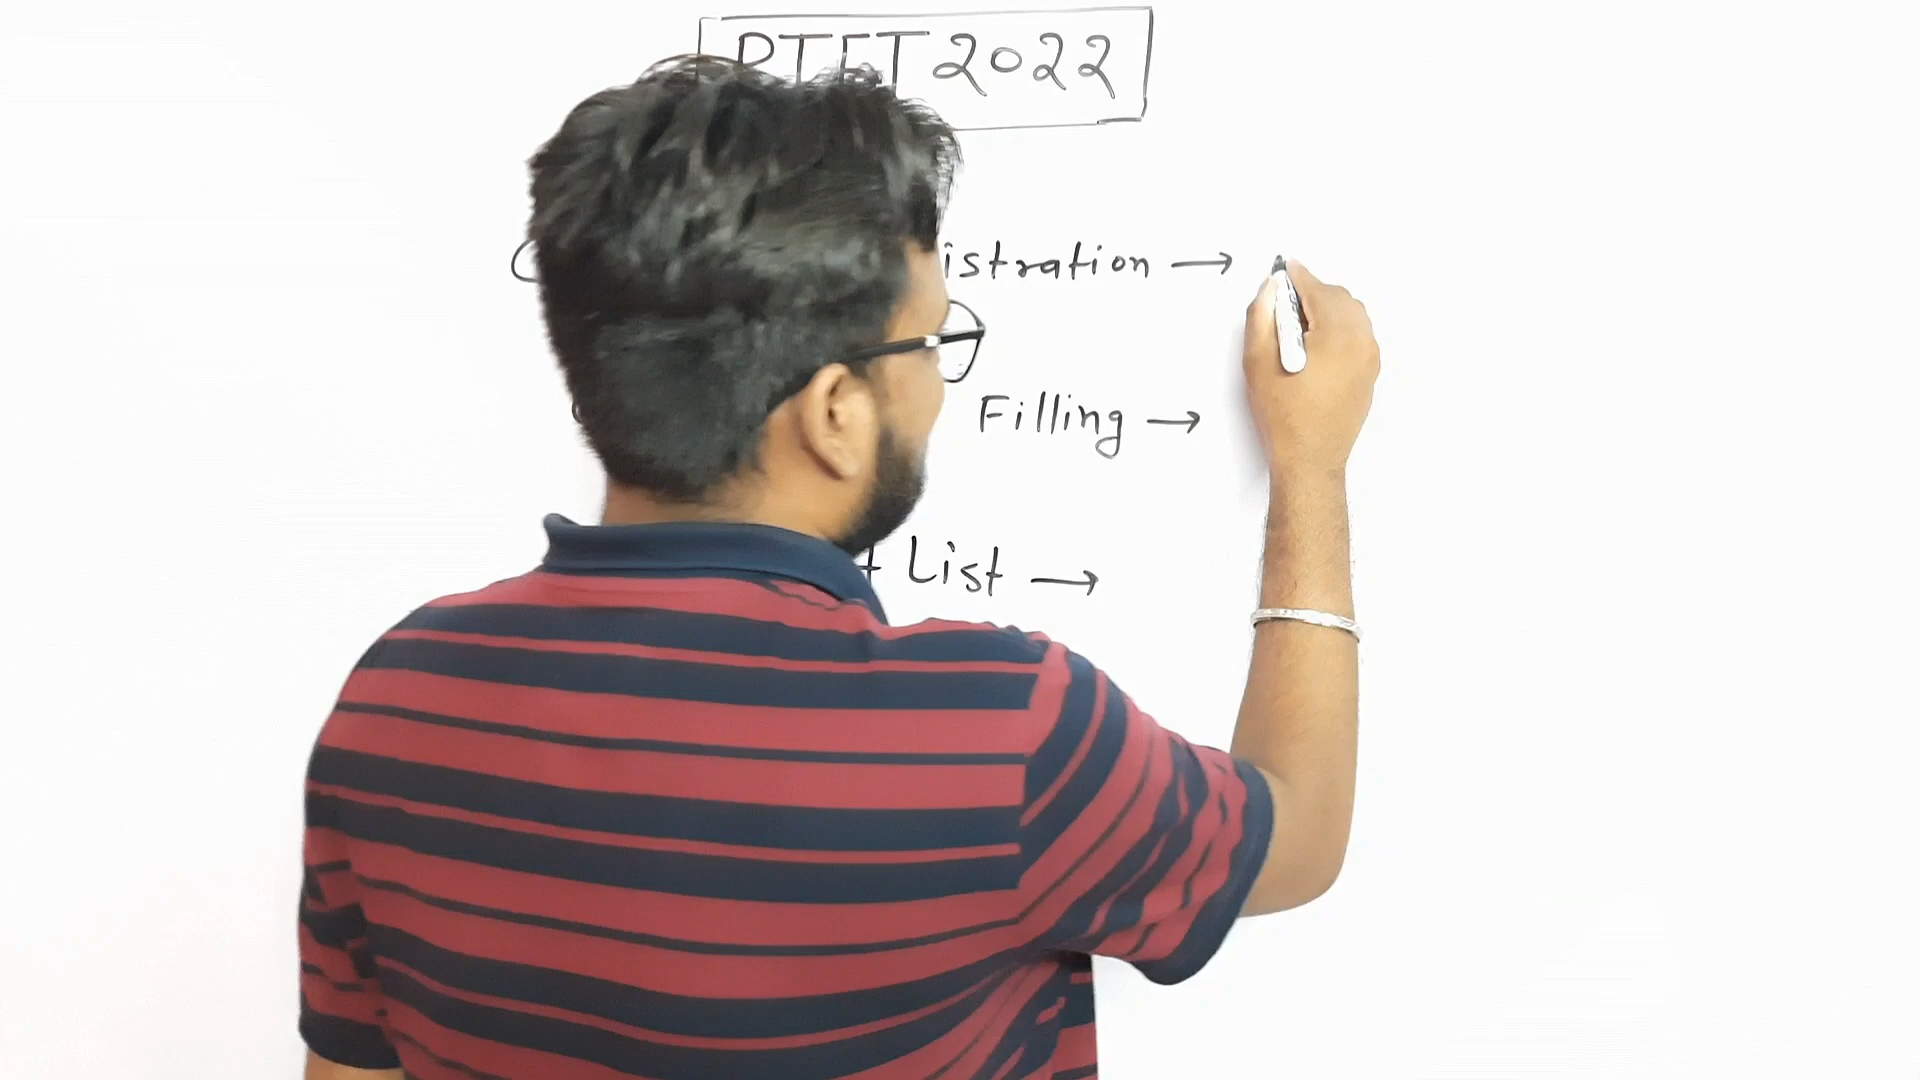 PTET 2022
istration →
Filling →
List →